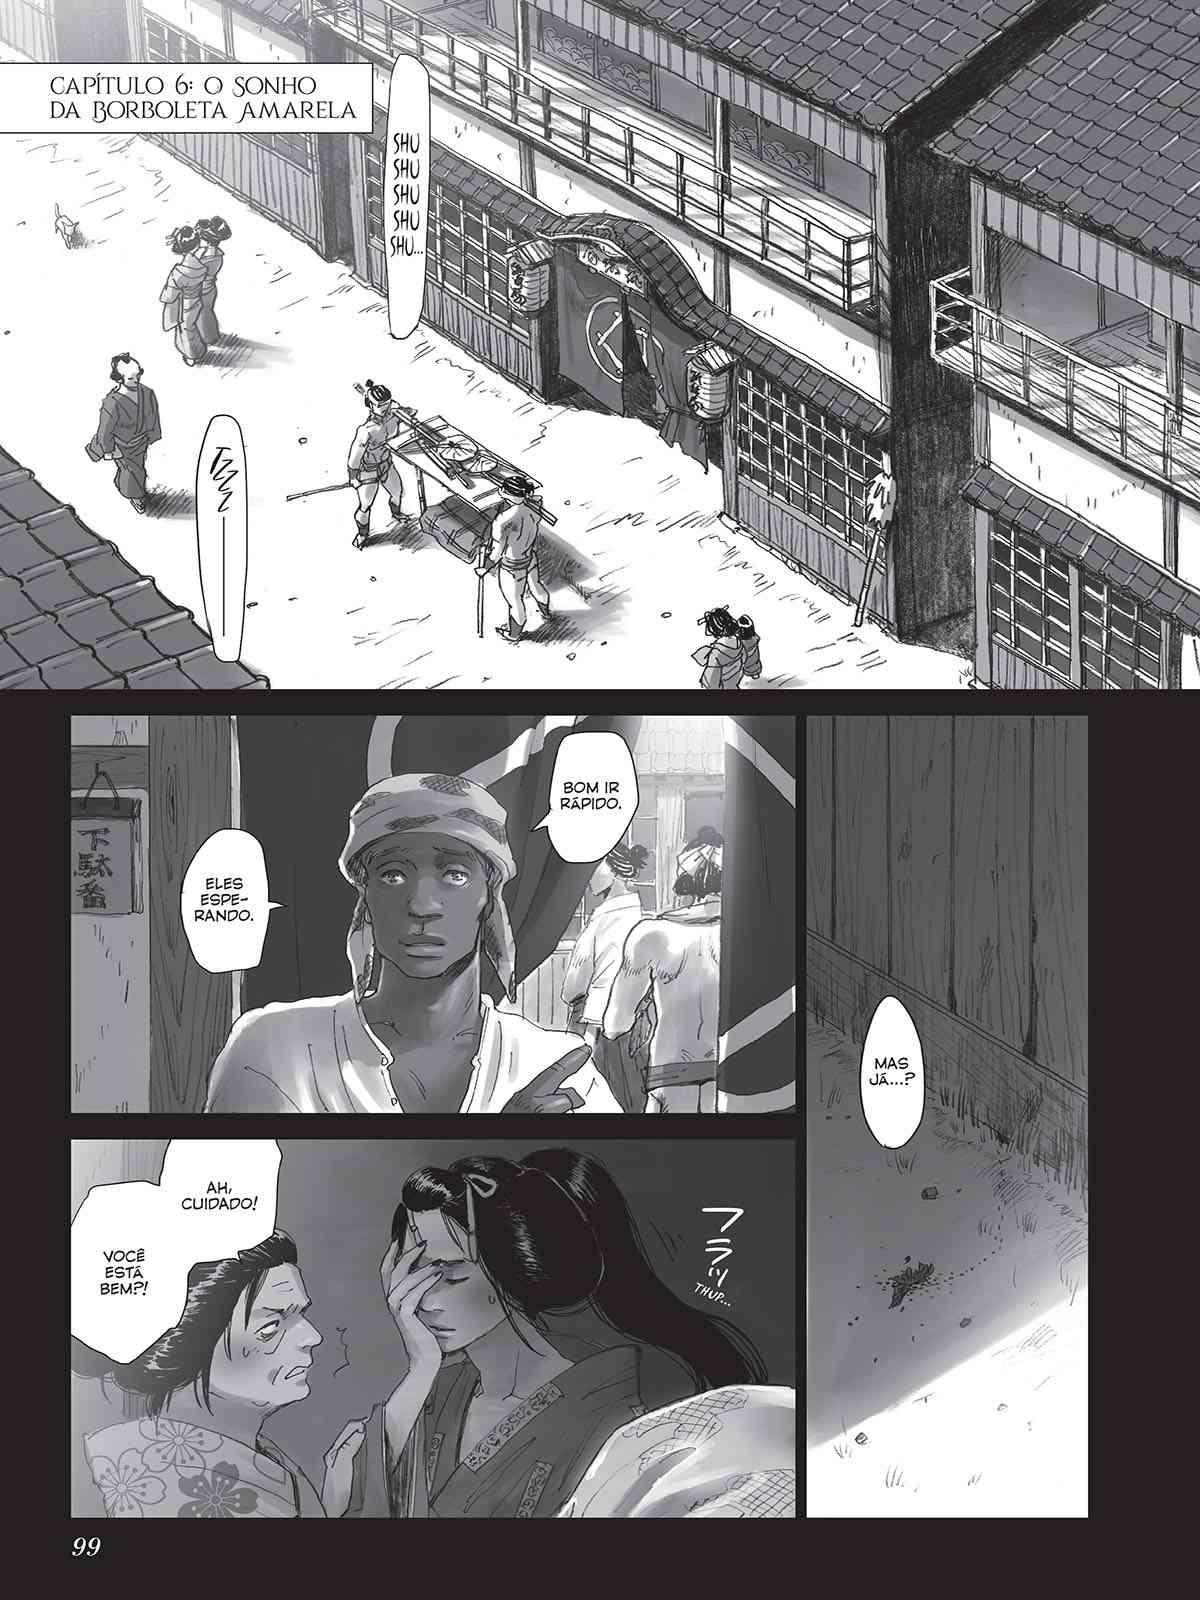 CAPÍTULO 6: O SONHO
DA BORBOLETA AMARELA
SHU
SHU
SHU
SHU
SHU...
BOM IR
RÁPIDO.
ELES
ESPE-
RANDO.
下駄番
MAS
JÁ...?
AH,
CUIDADO!
VOCÊ
ESTÁ
BEM?!
フラッ
THUP...
99